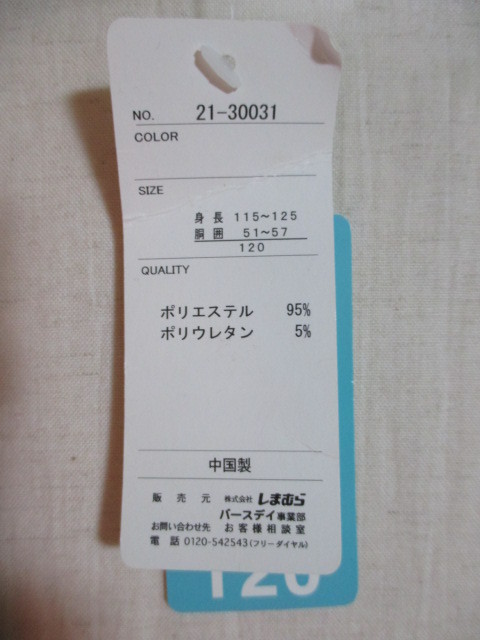 NO. 21-30031
COLOR
SIZE
身長 115~125
胴囲 51~57
120
QUALITY
ポリエステル 95%
ポリウレタン 5%
中国製
販売元 株式会社 しまむら
バースデイ事業部
お問い合わせ先 お客様相談室
電話 0120-542543(フリーダイヤル)
120